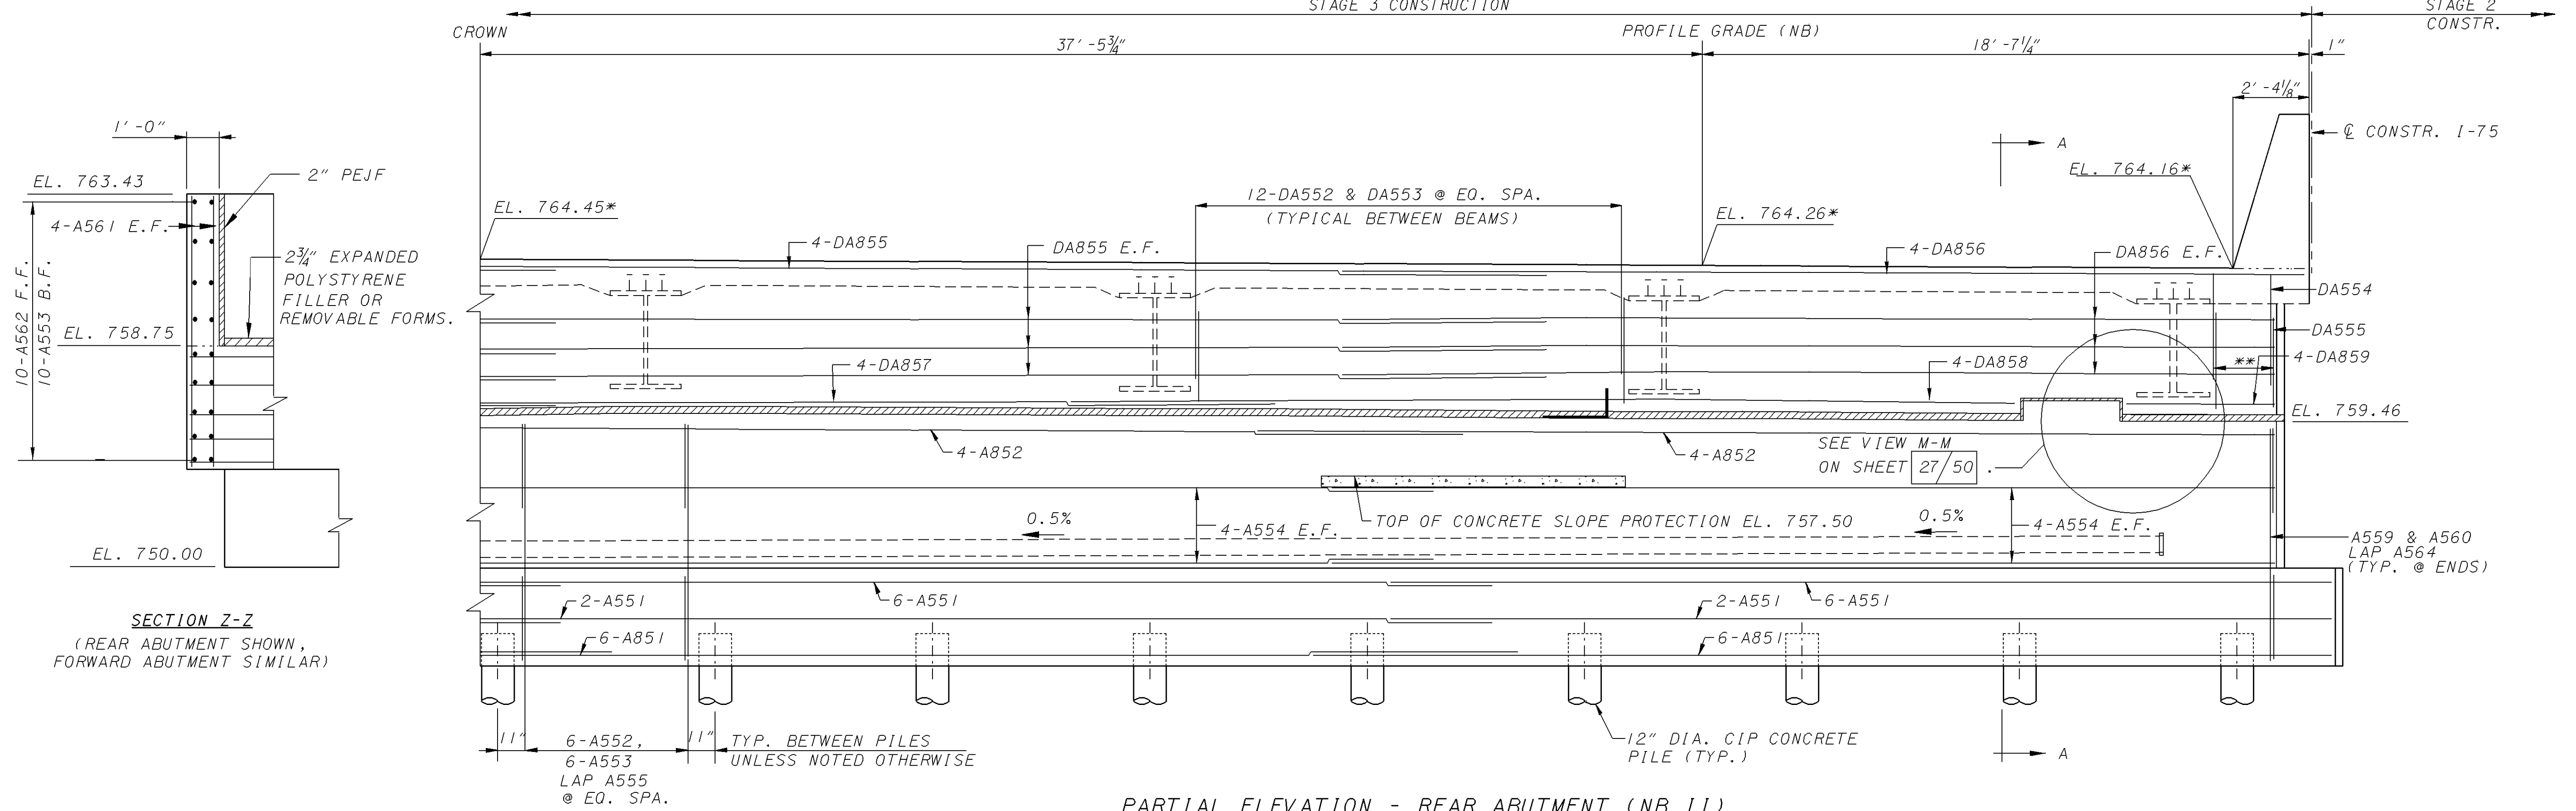 STAGE 3 CONSTRUCTION
STAGE 2
CONSTR.
CROWN
PROFILE GRADE (NB)
37'-5¾"
18'-7¼"
1"
2'-4⅛"
℄ CONSTR. I-75
A
1'-0"
2" PEJF
EL. 763.43
4-A561 E.F.
2¾" EXPANDED
POLYSTYRENE
FILLER OR
REMOVABLE FORMS.
EL. 758.75
10-A562 F.F.
10-A553 B.F.
EL. 750.00
SECTION Z-Z
(REAR ABUTMENT SHOWN,
FORWARD ABUTMENT SIMILAR)
EL. 764.45*
12-DA552 & DA553 @ EQ. SPA.
(TYPICAL BETWEEN BEAMS)
EL. 764.26*
EL. 764.16*
4-DA855
DA855 E.F.
4-DA856
DA856 E.F.
DA554
DA555
4-DA857
4-DA858
**
4-DA859
EL. 759.46
4-A852
4-A852
SEE VIEW M-M
ON SHEET 27/50 .
0.5%
4-A554 E.F.
TOP OF CONCRETE SLOPE PROTECTION EL. 757.50
0.5%
4-A554 E.F.
A559 & A560
LAP A564
(TYP. @ ENDS)
2-A551
6-A551
2-A551
6-A551
6-A851
6-A851
11"
6-A552,
6-A553
LAP A555
@ EQ. SPA.
11"
TYP. BETWEEN PILES
UNLESS NOTED OTHERWISE
12" DIA. CIP CONCRETE
PILE (TYP.)
A
PARTIAL ELEVATION - REAR ABUTMENT (NB II)